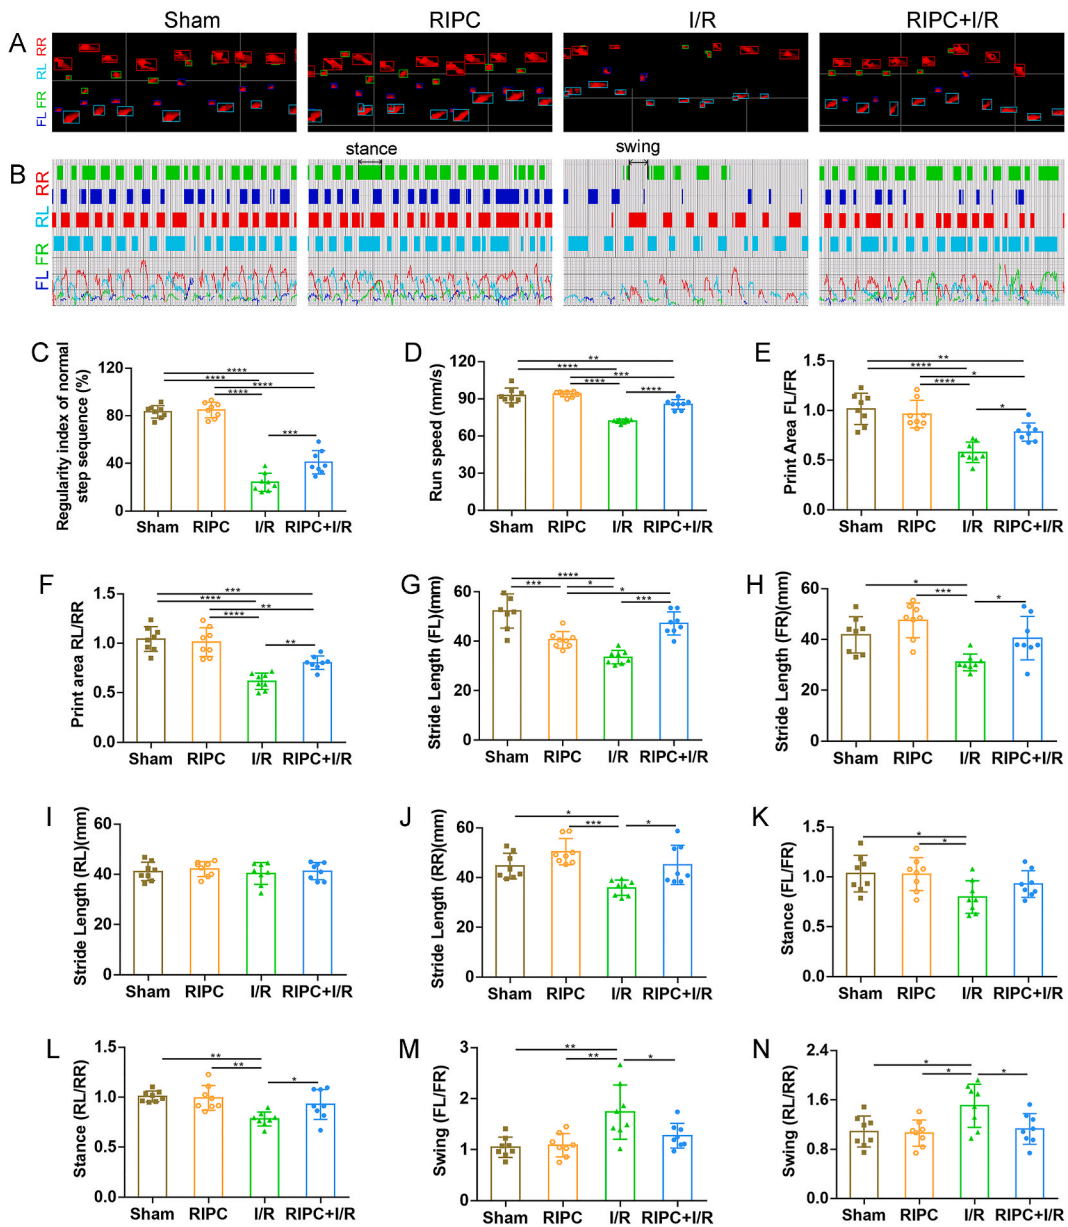 Sham RIPC I/R RIPC+I/R
A
FL FR RL RR
B
stance swing
FL FR RL RR
C
Regularity index of normal
step sequence (%)
120
80
40
0
**** **** **** **** ***
Sham RIPC I/R RIPC+I/R
D
Run speed (mm/s)
120
90
60
30
0
** **** *** **** ****
Sham RIPC I/R RIPC+I/R
E
Print Area FL/FR
1.5
1.0
0.5
0.0
** **** * **** *
Sham RIPC I/R RIPC+I/R
F
Print area RL/RR
1.5
1.0
0.5
0.0
*** **** ** **** **
Sham RIPC I/R RIPC+I/R
G
Stride Length (FL)(mm)
60
40
20
0
**** *** * * ***
Sham RIPC I/R RIPC+I/R
H
Stride Length (FR)(mm)
60
40
20
0
* *** *
Sham RIPC I/R RIPC+I/R
I
Stride Length (RL)(mm)
60
40
20
0
Sham RIPC I/R RIPC+I/R
J
Stride Length (RR)(mm)
60
40
20
0
* *** *
Sham RIPC I/R RIPC+I/R
K
Stance (FL/FR)
1.5
1.0
0.5
0.0
* *
Sham RIPC I/R RIPC+I/R
L
Stance (RL/RR)
1.5
1.0
0.5
0.0
** ** *
Sham RIPC I/R RIPC+I/R
M
Swing (FL/FR)
3
2
1
0
** ** *
Sham RIPC I/R RIPC+I/R
N
Swing (RL/RR)
2.4
1.6
0.8
0.0
* * *
Sham RIPC I/R RIPC+I/R